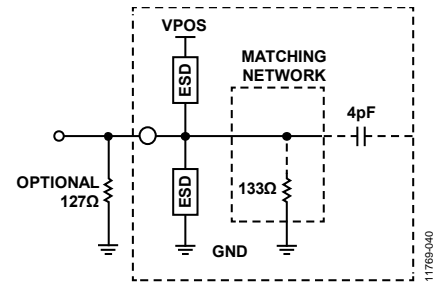 VPOS
ESD
MATCHING
NETWORK
4pF
OPTIONAL
127Ω
ESD
133Ω
GND
11769-040